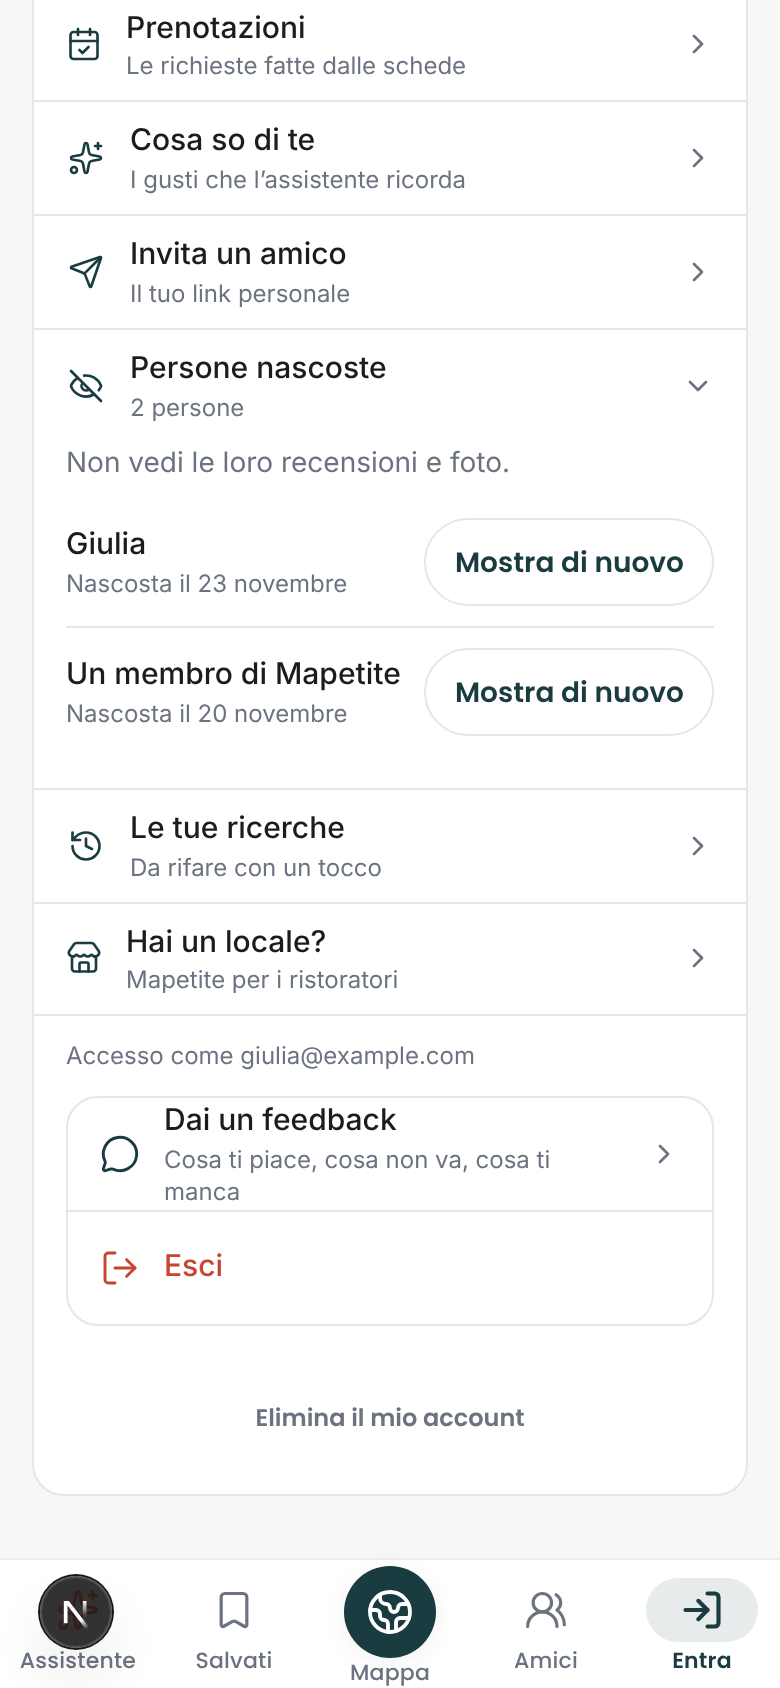 Prenotazioni
Le richieste fatte dalle schede
Cosa so di te
I gusti che l’assistente ricorda
Invita un amico
Il tuo link personale
Persone nascoste
2 persone
Non vedi le loro recensioni e foto.
Giulia
Nascosta il 23 novembre
Mostra di nuovo
Un membro di Mapetite
Nascosta il 20 novembre
Mostra di nuovo
Le tue ricerche
Da rifare con un tocco
Hai un locale?
Mapetite per i ristoratori
Accesso come giulia@example.com
Dai un feedback
Cosa ti piace, cosa non va, cosa ti
manca
Esci
Elimina il mio account
N
Assistente
Salvati
Mappa
Amici
Entra